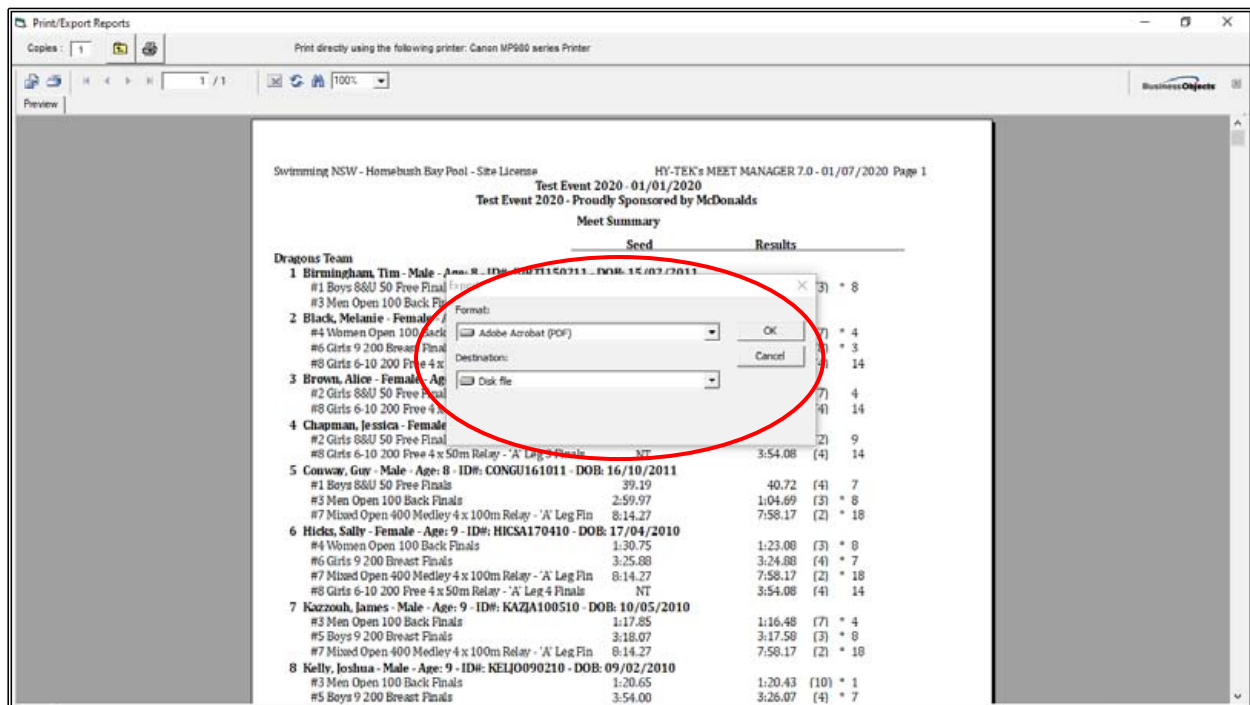 Print/Export Reports
Copies : 1 Print directly using the following printer: Canon MP980 series Printer
1 / 1 100% BusinessObjects
Preview
Swimming NSW - Homebush Bay Pool - Site License HY-TEK's MEET MANAGER 7.0 - 01/07/2020 Page 1
Test Event 2020 - 01/01/2020
Test Event 2020 - Proudly Sponsored by McDonalds
Meet Summary
Seed Results
Dragons Team
1 Birmingham, Tim - Male - Age: 8 - DOB: 15/02/2011
#1 Boys 8&U 50 Free * 8
#3 Men Open 100 Back
2 Black, Melanie - Female -
#4 Women Open 100 Back * 4
#6 Girls 9 200 Breast * 3
#8 Girls 6-10 200 Free 4 x 14
3 Brown, Alice - Female -
#2 Girls 8&U 50 Free 4
#8 Girls 6-10 200 Free 4 14
4 Chapman, Jessica - Female
#2 Girls 8&U 50 Free 9
#8 Girls 6-10 200 Free 4 x 50m Relay - 'A' Leg Finals NT 3:54.08 (4) 14
Format:
Adobe Acrobat (PDF) OK
Destination: Cancel
Disk file
5 Conway, Guy - Male - Age: 8 - ID#: CONGU161011 - DOB: 16/10/2011
#1 Boys 8&U 50 Free Finals 39.19 40.72 (4) 7
#3 Men Open 100 Back Finals 2:59.97 1:04.69 (3) * 8
#7 Mixed Open 400 Medley 4 x 100m Relay - 'A' Leg Fin 8:14.27 7:58.17 (2) * 18
6 Hicks, Sally - Female - Age: 9 - ID#: HICSA170410 - DOB: 17/04/2010
#4 Women Open 100 Back Finals 1:30.75 1:23.08 (3) * 8
#6 Girls 9 200 Breast Finals 3:25.88 3:24.88 (4) * 7
#7 Mixed Open 400 Medley 4 x 100m Relay - 'A' Leg Fin 8:14.27 7:58.17 (2) * 18
#8 Girls 6-10 200 Free 4 x 50m Relay - 'A' Leg 4 Finals NT 3:54.08 (4) 14
7 Kazzouh, James - Male - Age: 9 - ID#: KAZJA100510 - DOB: 10/05/2010
#3 Men Open 100 Back Finals 1:17.85 1:16.48 (7) * 4
#5 Boys 9 200 Breast Finals 3:18.07 3:17.58 (3) * 8
#7 Mixed Open 400 Medley 4 x 100m Relay - 'A' Leg Fin 8:14.27 7:58.17 (2) * 18
8 Kelly, Joshua - Male - Age: 9 - ID#: KELJO090210 - DOB: 09/02/2010
#3 Men Open 100 Back Finals 1:20.65 1:20.43 (10) * 1
#5 Boys 9 200 Breast Finals 3:54.00 3:26.07 (4) * 7